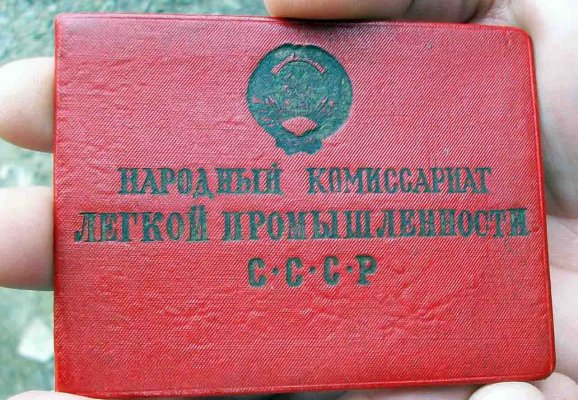 НАРОДНЫЙ КОМИССАРИАТ
ЛЕГКОЙ ПРОМЫШЛЕННОСТИ
С·С·С·Р